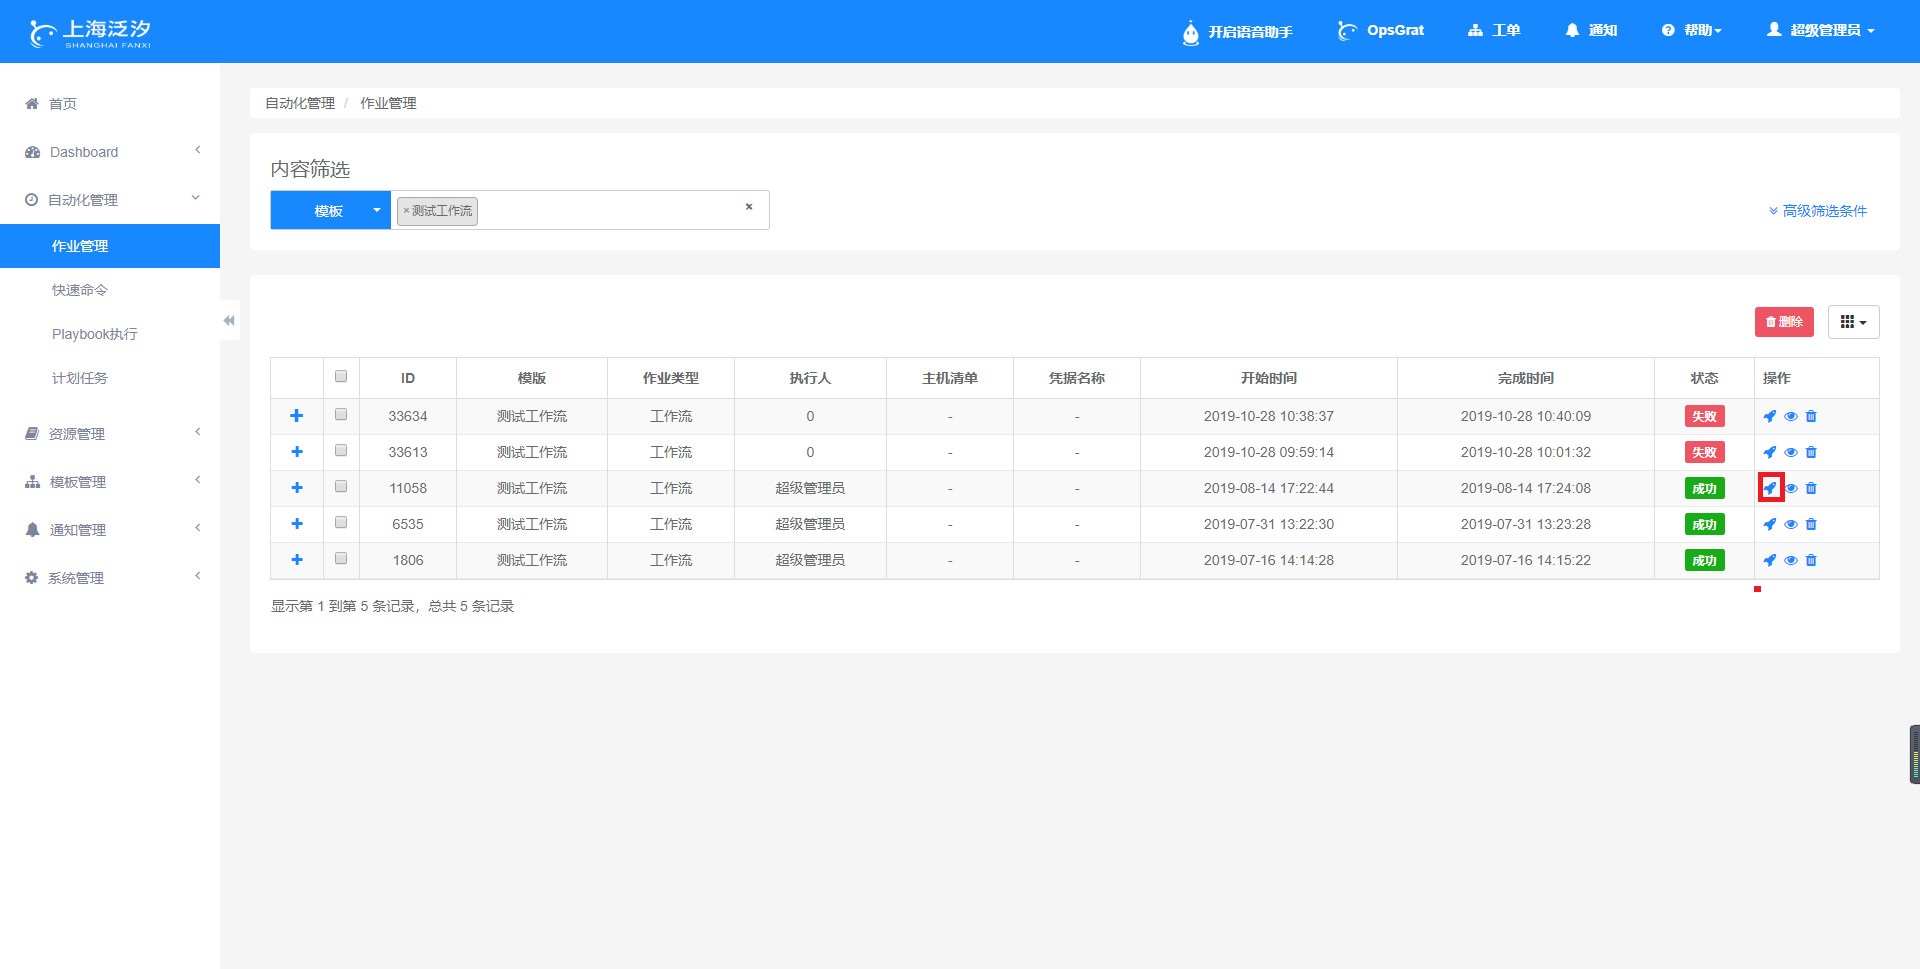 上海泛汐
SHANGHAI FANXI
开启语音助手 OpsGrat 工单 通知 帮助 超级管理员
首页
Dashboard
自动化管理
作业管理
快速命令
Playbook执行
计划任务
资源管理
模板管理
通知管理
系统管理
自动化管理 / 作业管理
内容筛选
模板 ×测试工作流 ×
高级筛选条件
删除
ID 模版 作业类型 执行人 主机清单 凭据名称 开始时间 完成时间 状态 操作
33634 测试工作流 工作流 0 - - 2019-10-28 10:38:37 2019-10-28 10:40:09 失败
33613 测试工作流 工作流 0 - - 2019-10-28 09:59:14 2019-10-28 10:01:32 失败
11058 测试工作流 工作流 超级管理员 - - 2019-08-14 17:22:44 2019-08-14 17:24:08 成功
6535 测试工作流 工作流 超级管理员 - - 2019-07-31 13:22:30 2019-07-31 13:23:28 成功
1806 测试工作流 工作流 超级管理员 - - 2019-07-16 14:14:28 2019-07-16 14:15:22 成功
显示第 1 到第 5 条记录，总共 5 条记录